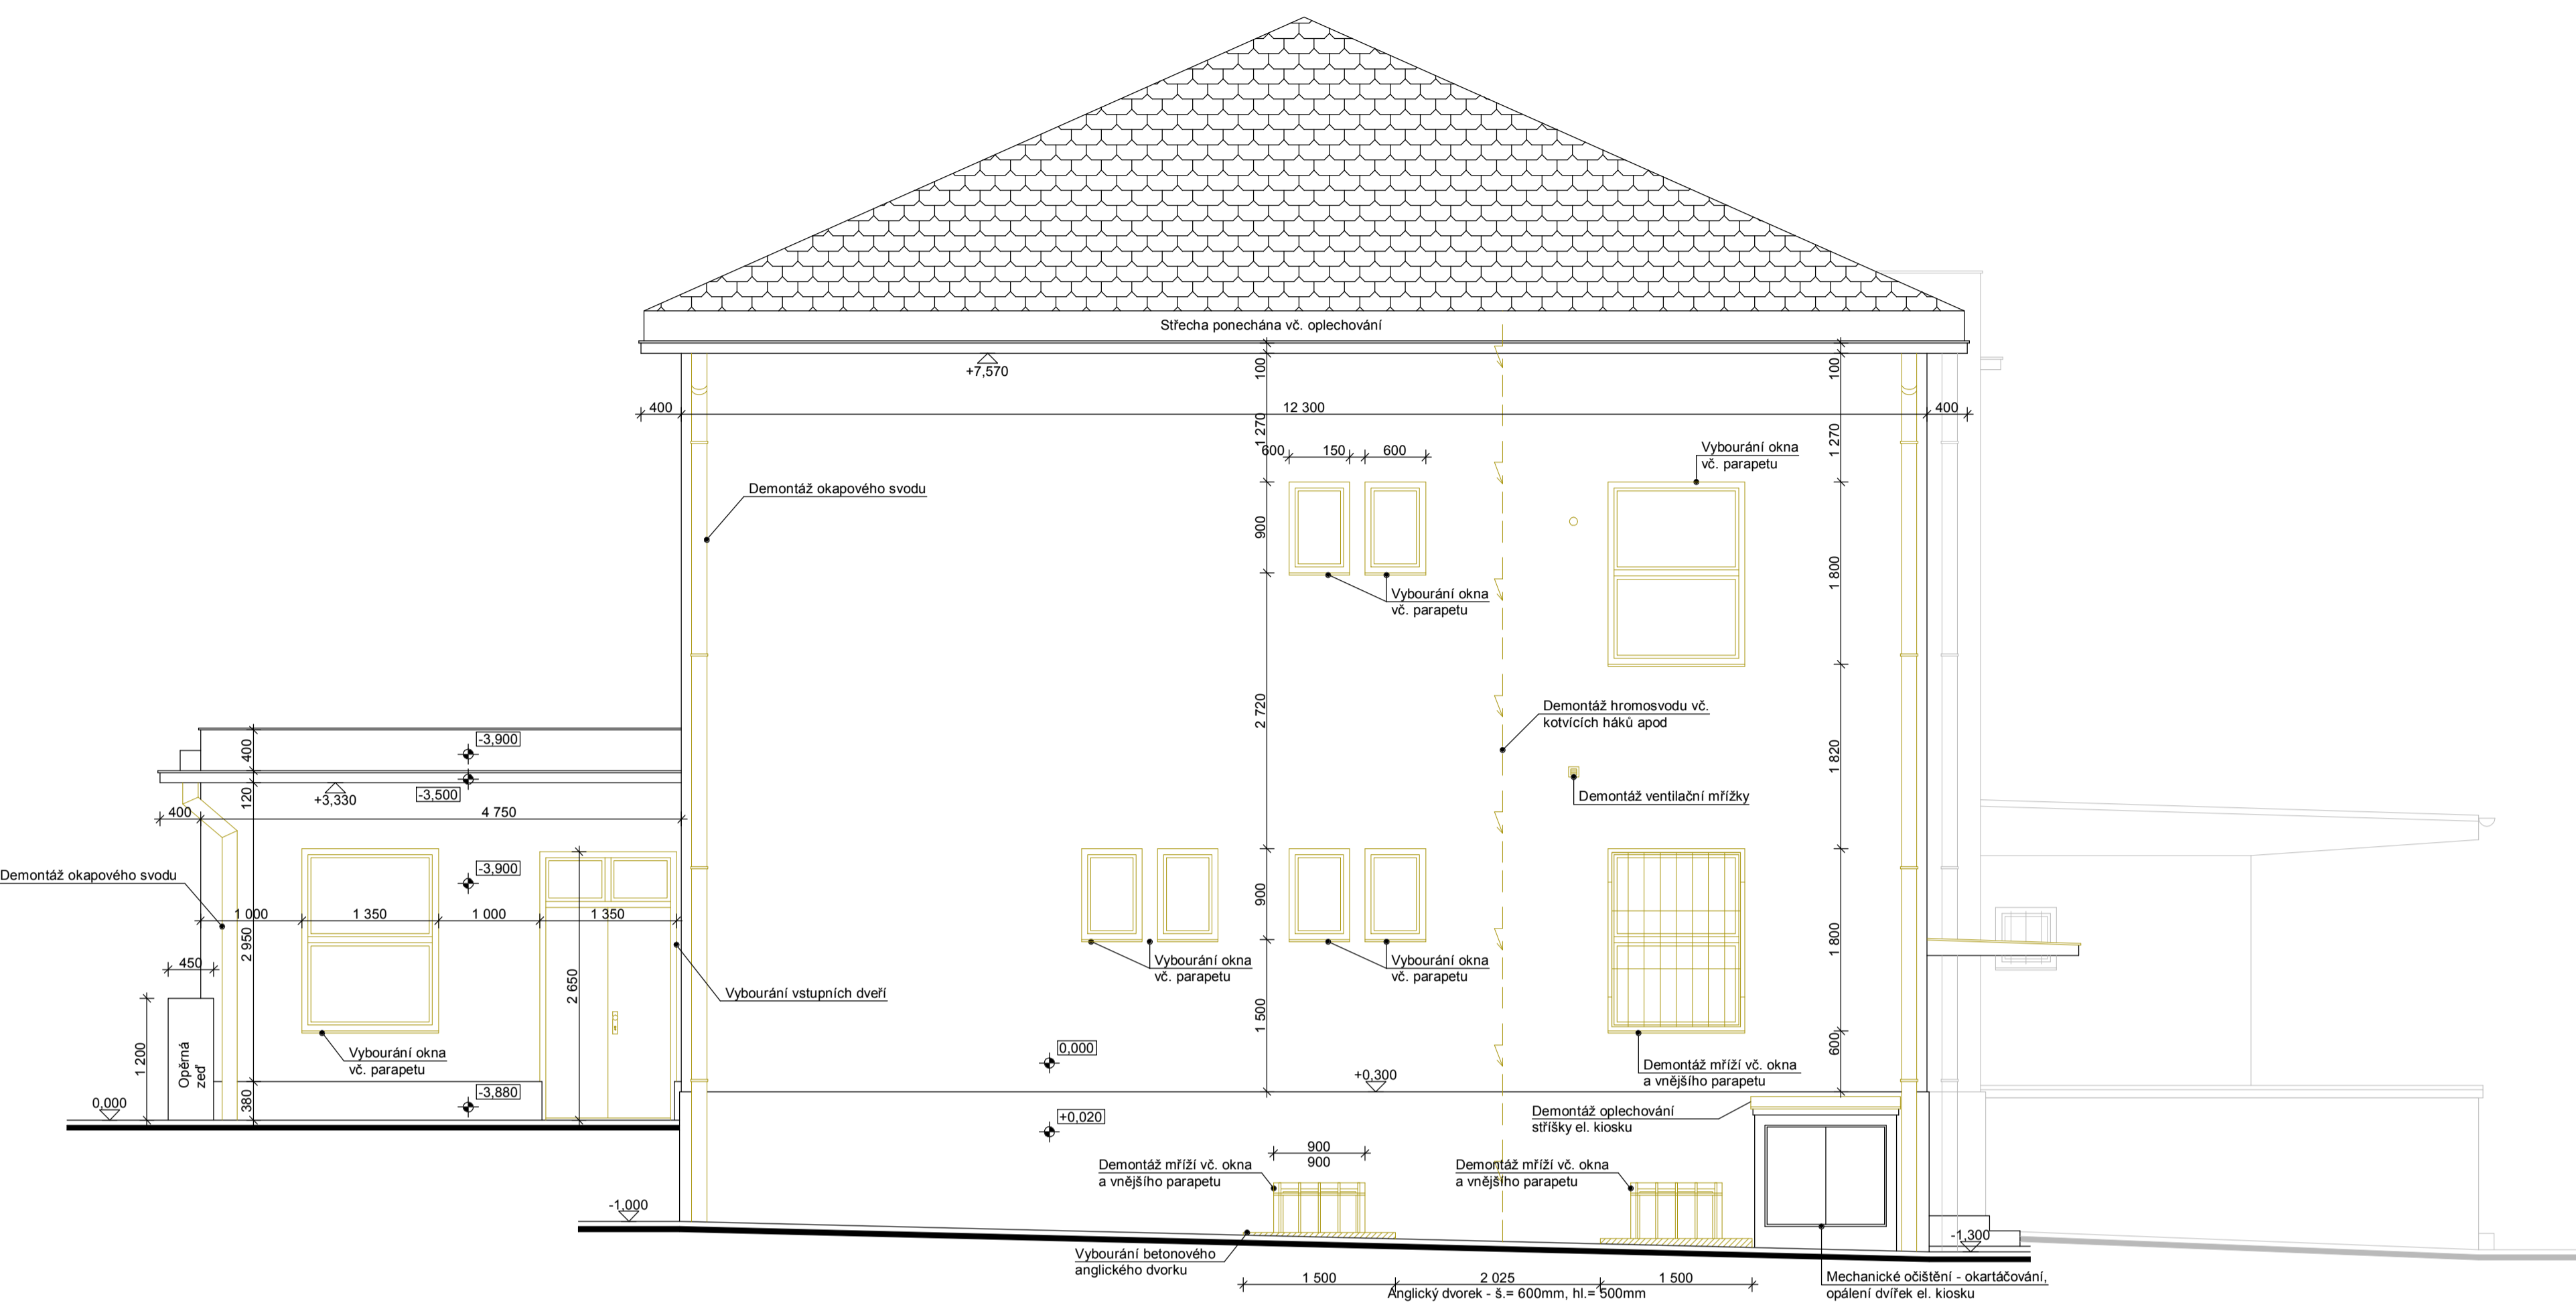 Střecha ponechána vč. oplechování
+7,570
100
100
400
12 300
400
1 270
1 270
600
150
600
Vybourání okna
vč. parapetu
Demontáž okapového svodu
900
1 800
Vybourání okna
vč. parapetu
2 720
Demontáž hromosvodu vč.
kotvících háků apod
1 820
Demontáž ventilační mřížky
-3,900
400
-3,500
+3,330
120
400
4 750
-3,900
Demontáž okapového svodu
1 000
1 350
1 000
1 350
2 950
450
2 650
900
1 800
Vybourání okna
vč. parapetu
Vybourání okna
vč. parapetu
Vybourání vstupních dveří
1 500
600
1 200
Opěrná
zeď
Vybourání okna
vč. parapetu
0,000
Demontáž mříží vč. okna
a vnějšího parapetu
+0,300
-3,880
380
0,000
+0,020
Demontáž oplechování
stříšky el. kiosku
900
900
Demontáž mříží vč. okna
a vnějšího parapetu
Demontáž mříží vč. okna
a vnějšího parapetu
-1,000
-1,300
Vybourání betonového
anglického dvorku
1 500
2 025
1 500
Anglický dvorek - š.= 600mm, hl.= 500mm
Mechanické očištění - okartáčování,
opálení dvířek el. kiosku